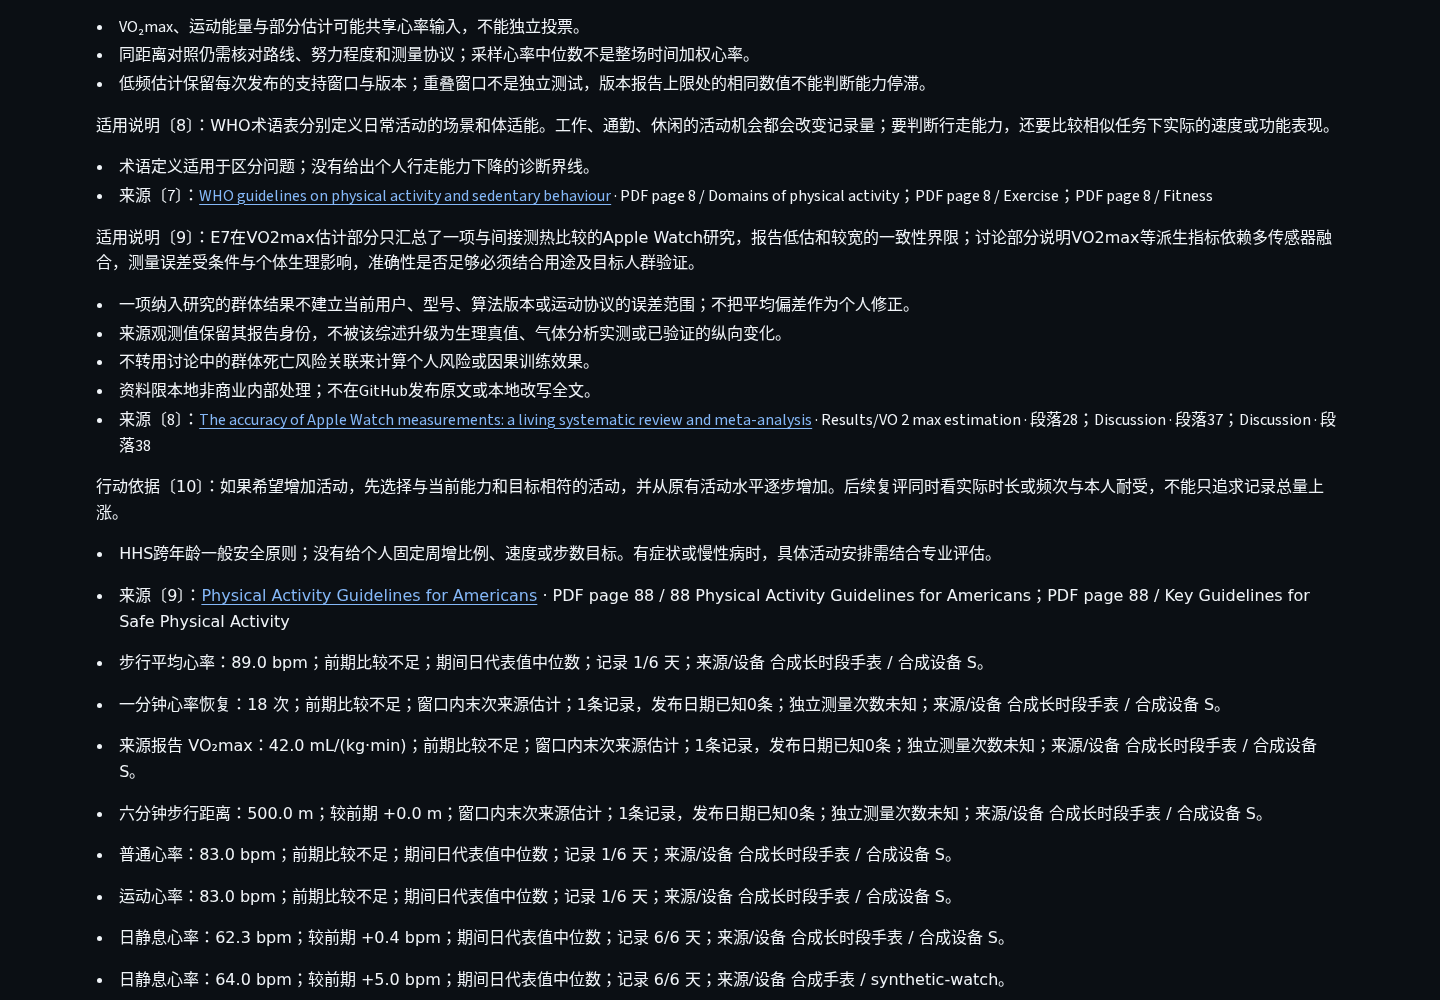 VO₂max、运动能量与部分估计可能共享心率输入，不能独立投票。
同距离对照仍需核对路线、努力程度和测量协议；采样心率中位数不是整场时间加权心率。
低频估计保留每次发布的支持窗口与版本；重叠窗口不是独立测试，版本报告上限处的相同数值不能判断能力停滞。
适用说明〔8〕：WHO术语表分别定义日常活动的场景和体适能。工作、通勤、休闲的活动机会都会改变记录量；要判断行走能力，还要比较相似任务下实际的速度或功能表现。
术语定义适用于区分问题；没有给出个人行走能力下降的诊断界线。
来源〔7〕：WHO guidelines on physical activity and sedentary behaviour · PDF page 8 / Domains of physical activity；PDF page 8 / Exercise；PDF page 8 / Fitness
适用说明〔9〕：E7在VO2max估计部分只汇总了一项与间接测热比较的Apple Watch研究，报告低估和较宽的一致性界限；讨论部分说明VO2max等派生指标依赖多传感器融
合，测量误差受条件与个体生理影响，准确性是否足够必须结合用途及目标人群验证。
一项纳入研究的群体结果不建立当前用户、型号、算法版本或运动协议的误差范围；不把平均偏差作为个人修正。
来源观测值保留其报告身份，不被该综述升级为生理真值、气体分析实测或已验证的纵向变化。
不转用讨论中的群体死亡风险关联来计算个人风险或因果训练效果。
资料限本地非商业内部处理；不在GitHub发布原文或本地改写全文。
来源〔8〕：The accuracy of Apple Watch measurements: a living systematic review and meta-analysis · Results/VO 2 max estimation · 段落28；Discussion · 段落37；Discussion · 段
落38
行动依据〔10〕：如果希望增加活动，先选择与当前能力和目标相符的活动，并从原有活动水平逐步增加。后续复评同时看实际时长或频次与本人耐受，不能只追求记录总量上
涨。
HHS跨年龄一般安全原则；没有给个人固定周增比例、速度或步数目标。有症状或慢性病时，具体活动安排需结合专业评估。
来源〔9〕：Physical Activity Guidelines for Americans · PDF page 88 / 88 Physical Activity Guidelines for Americans；PDF page 88 / Key Guidelines for
Safe Physical Activity
步行平均心率：89.0 bpm；前期比较不足；期间日代表值中位数；记录 1/6 天；来源/设备 合成长时段手表 / 合成设备 S。
一分钟心率恢复：18 次；前期比较不足；窗口内末次来源估计；1条记录，发布日期已知0条；独立测量次数未知；来源/设备 合成长时段手表 / 合成设备 S。
来源报告 VO₂max：42.0 mL/(kg·min)；前期比较不足；窗口内末次来源估计；1条记录，发布日期已知0条；独立测量次数未知；来源/设备 合成长时段手表 / 合成设备
S。
六分钟步行距离：500.0 m；较前期 +0.0 m；窗口内末次来源估计；1条记录，发布日期已知0条；独立测量次数未知；来源/设备 合成长时段手表 / 合成设备 S。
普通心率：83.0 bpm；前期比较不足；期间日代表值中位数；记录 1/6 天；来源/设备 合成长时段手表 / 合成设备 S。
运动心率：83.0 bpm；前期比较不足；期间日代表值中位数；记录 1/6 天；来源/设备 合成长时段手表 / 合成设备 S。
日静息心率：62.3 bpm；较前期 +0.4 bpm；期间日代表值中位数；记录 6/6 天；来源/设备 合成长时段手表 / 合成设备 S。
日静息心率：64.0 bpm；较前期 +5.0 bpm；期间日代表值中位数；记录 6/6 天；来源/设备 合成手表 / synthetic-watch。